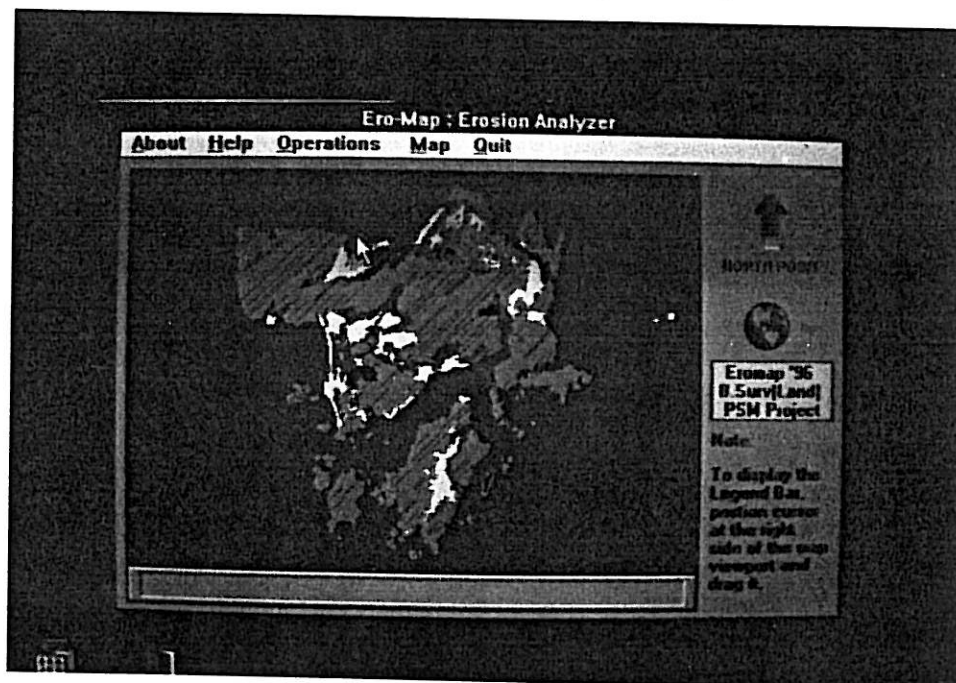 Ero-Map : Erosion Analyzer
About Help Operations Map Quit
NORTH POINT
Eromap '96
B.Surv[Land]
PSM Project
Note:
To display the
Legend Bar,
position cursor
at the right
side of the map
viewport and
drag it.